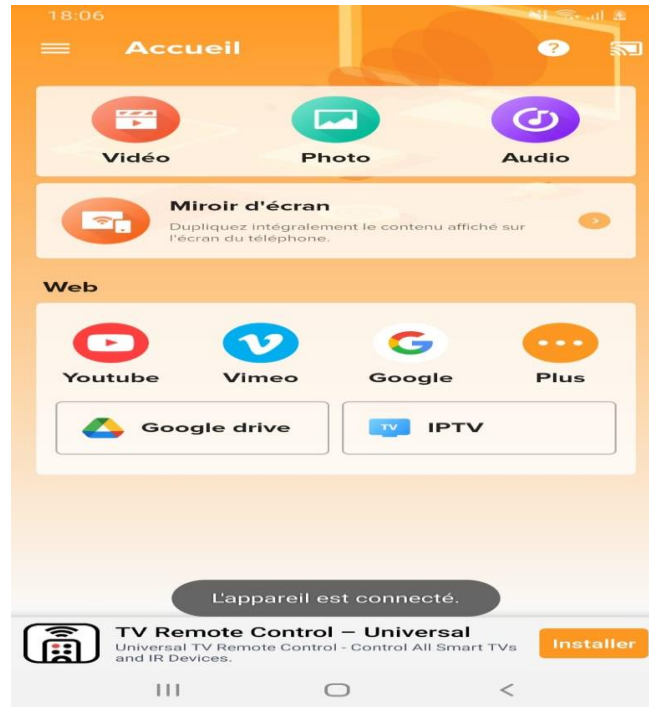 18:06
Accueil
?
Vidéo Photo Audio
Miroir d'écran
Dupliquez intégralement le contenu affiché sur
l'écran du téléphone.
Web
Youtube Vimeo Google Plus
Google drive TV IPTV
L'appareil est connecté.
TV Remote Control – Universal
Universal TV Remote Control - Control All Smart TVs
and IR Devices.
Installer